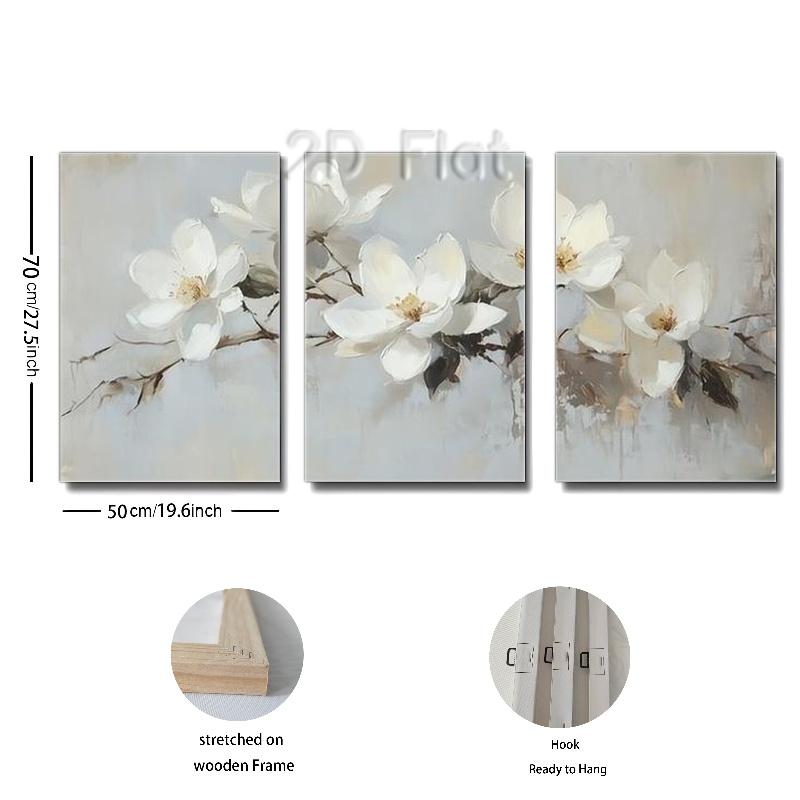 2D Flat
70 cm/27.5inch
50cm/19.6inch
stretched on
wooden Frame
Hook
Ready to Hang